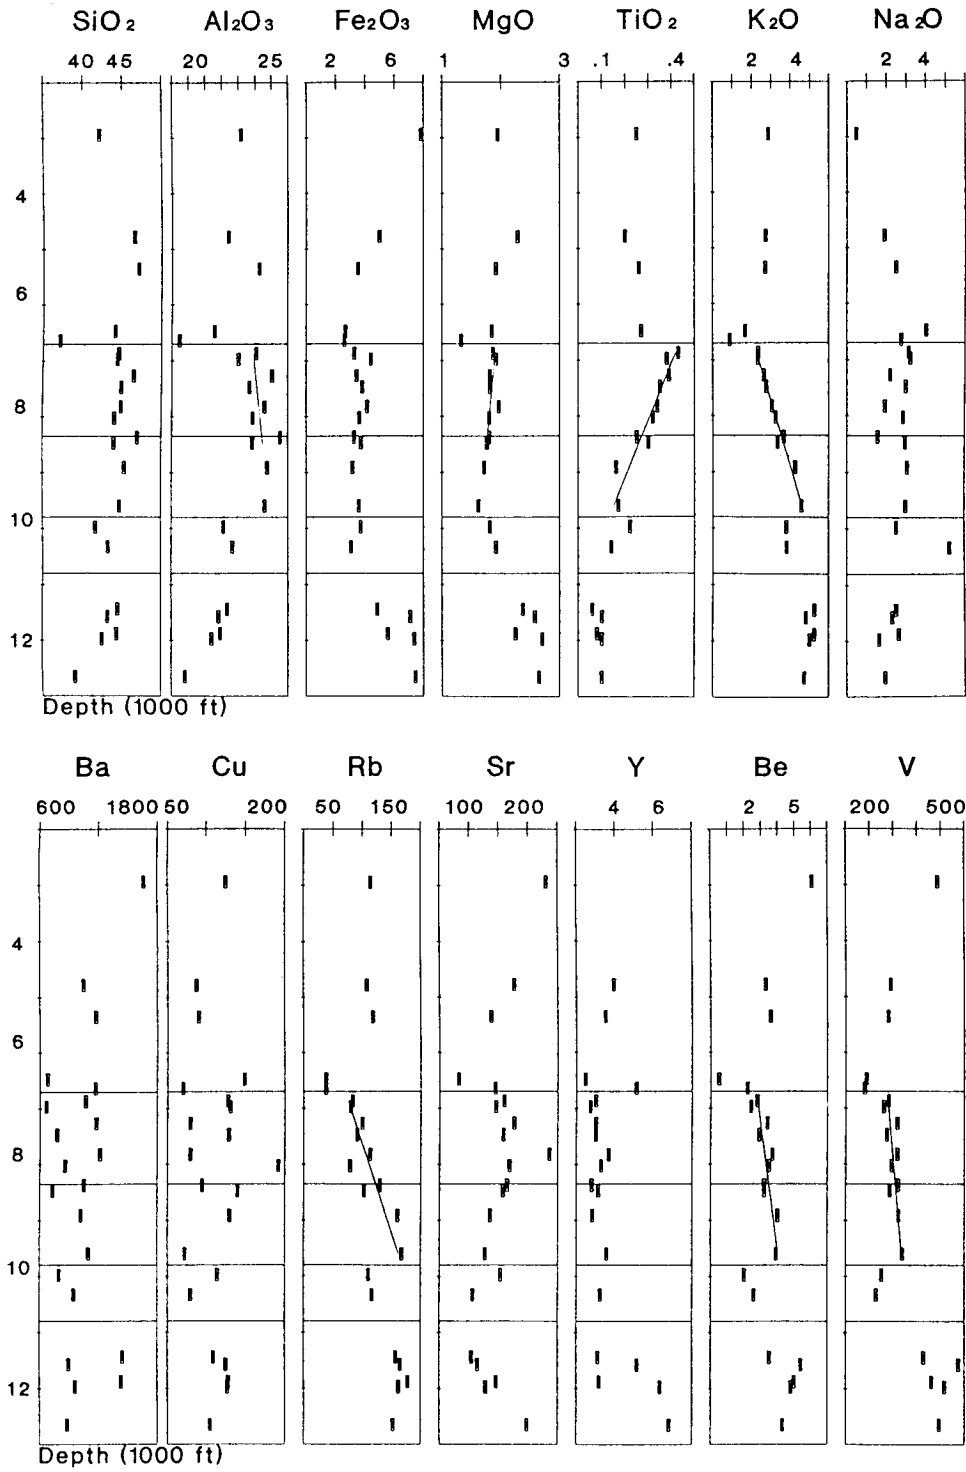 SiO2 Al2O3 Fe2O3 MgO TiO2 K2O Na2O
40 45 20 25 2 6 1 3 .1 .4 2 4 2 4
4
6
8
10
12
Depth (1000 ft)
Ba Cu Rb Sr Y Be V
600 1800 50 200 50 150 100 200 4 6 2 5 200 500
4
6
8
10
12
Depth (1000 ft)